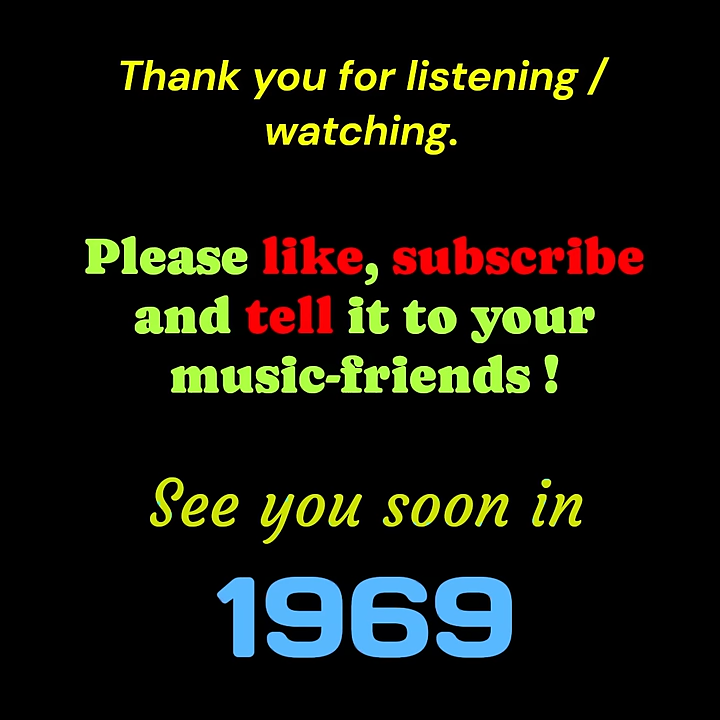 Thank you for listening /
watching.
Please like, subscribe
and tell it to your
music-friends !
See you soon in
1969